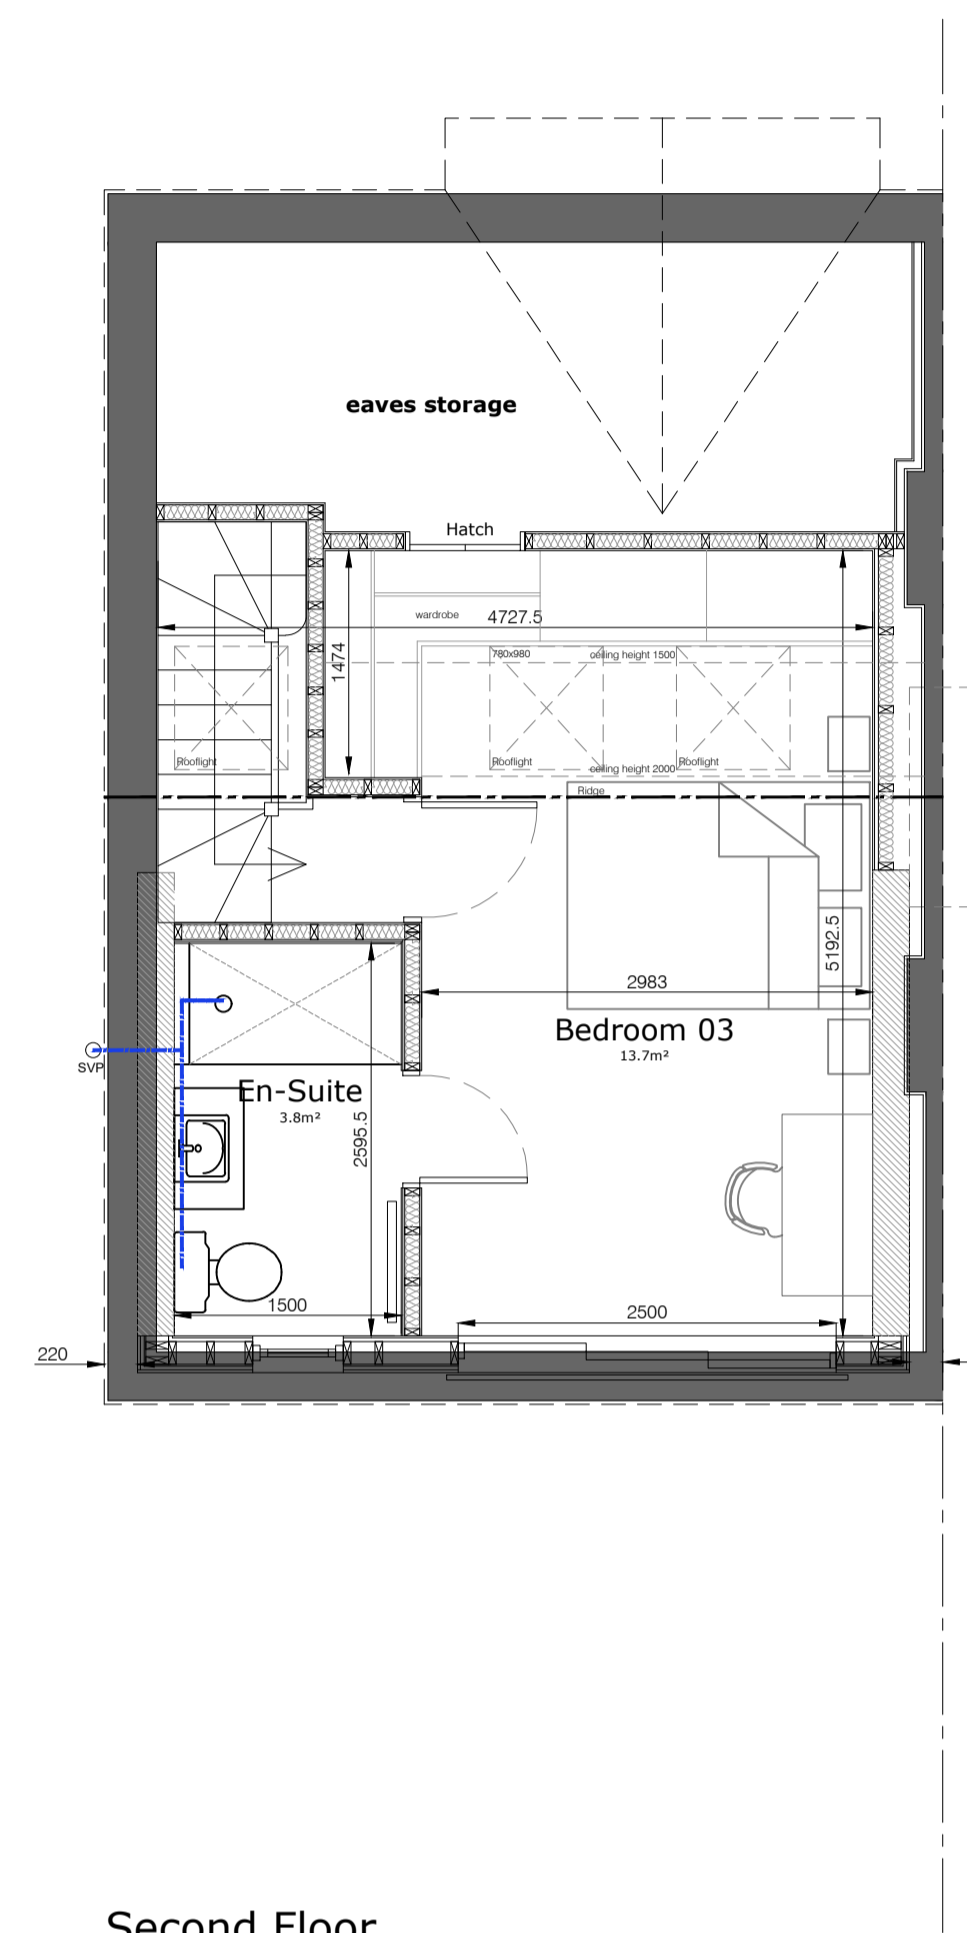 eaves storage
Hatch
wardrobe
4727.5
1474
780x980
ceiling height 1500
Rooflight
Rooflight
Rooflight
ceiling height 2000
Ridge
5192.5
2983
Bedroom 03
13.7m²
SVP
En-Suite
3.8m²
2595.5
1500
2500
220
Second Floor